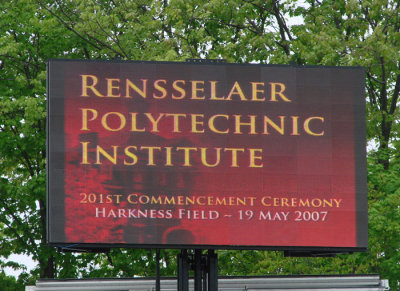 Rensselaer
Polytechnic
Institute
201st Commencement Ceremony
Harkness Field ~ 19 May 2007